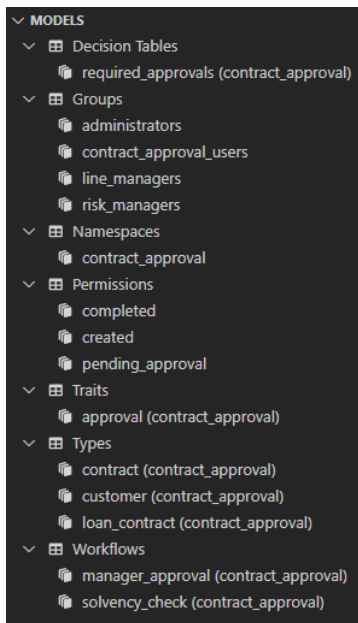 MODELS
Decision Tables
required_approvals (contract_approval)
Groups
administrators
contract_approval_users
line_managers
risk_managers
Namespaces
contract_approval
Permissions
completed
created
pending_approval
Traits
approval (contract_approval)
Types
contract (contract_approval)
customer (contract_approval)
loan_contract (contract_approval)
Workflows
manager_approval (contract_approval)
solvency_check (contract_approval)